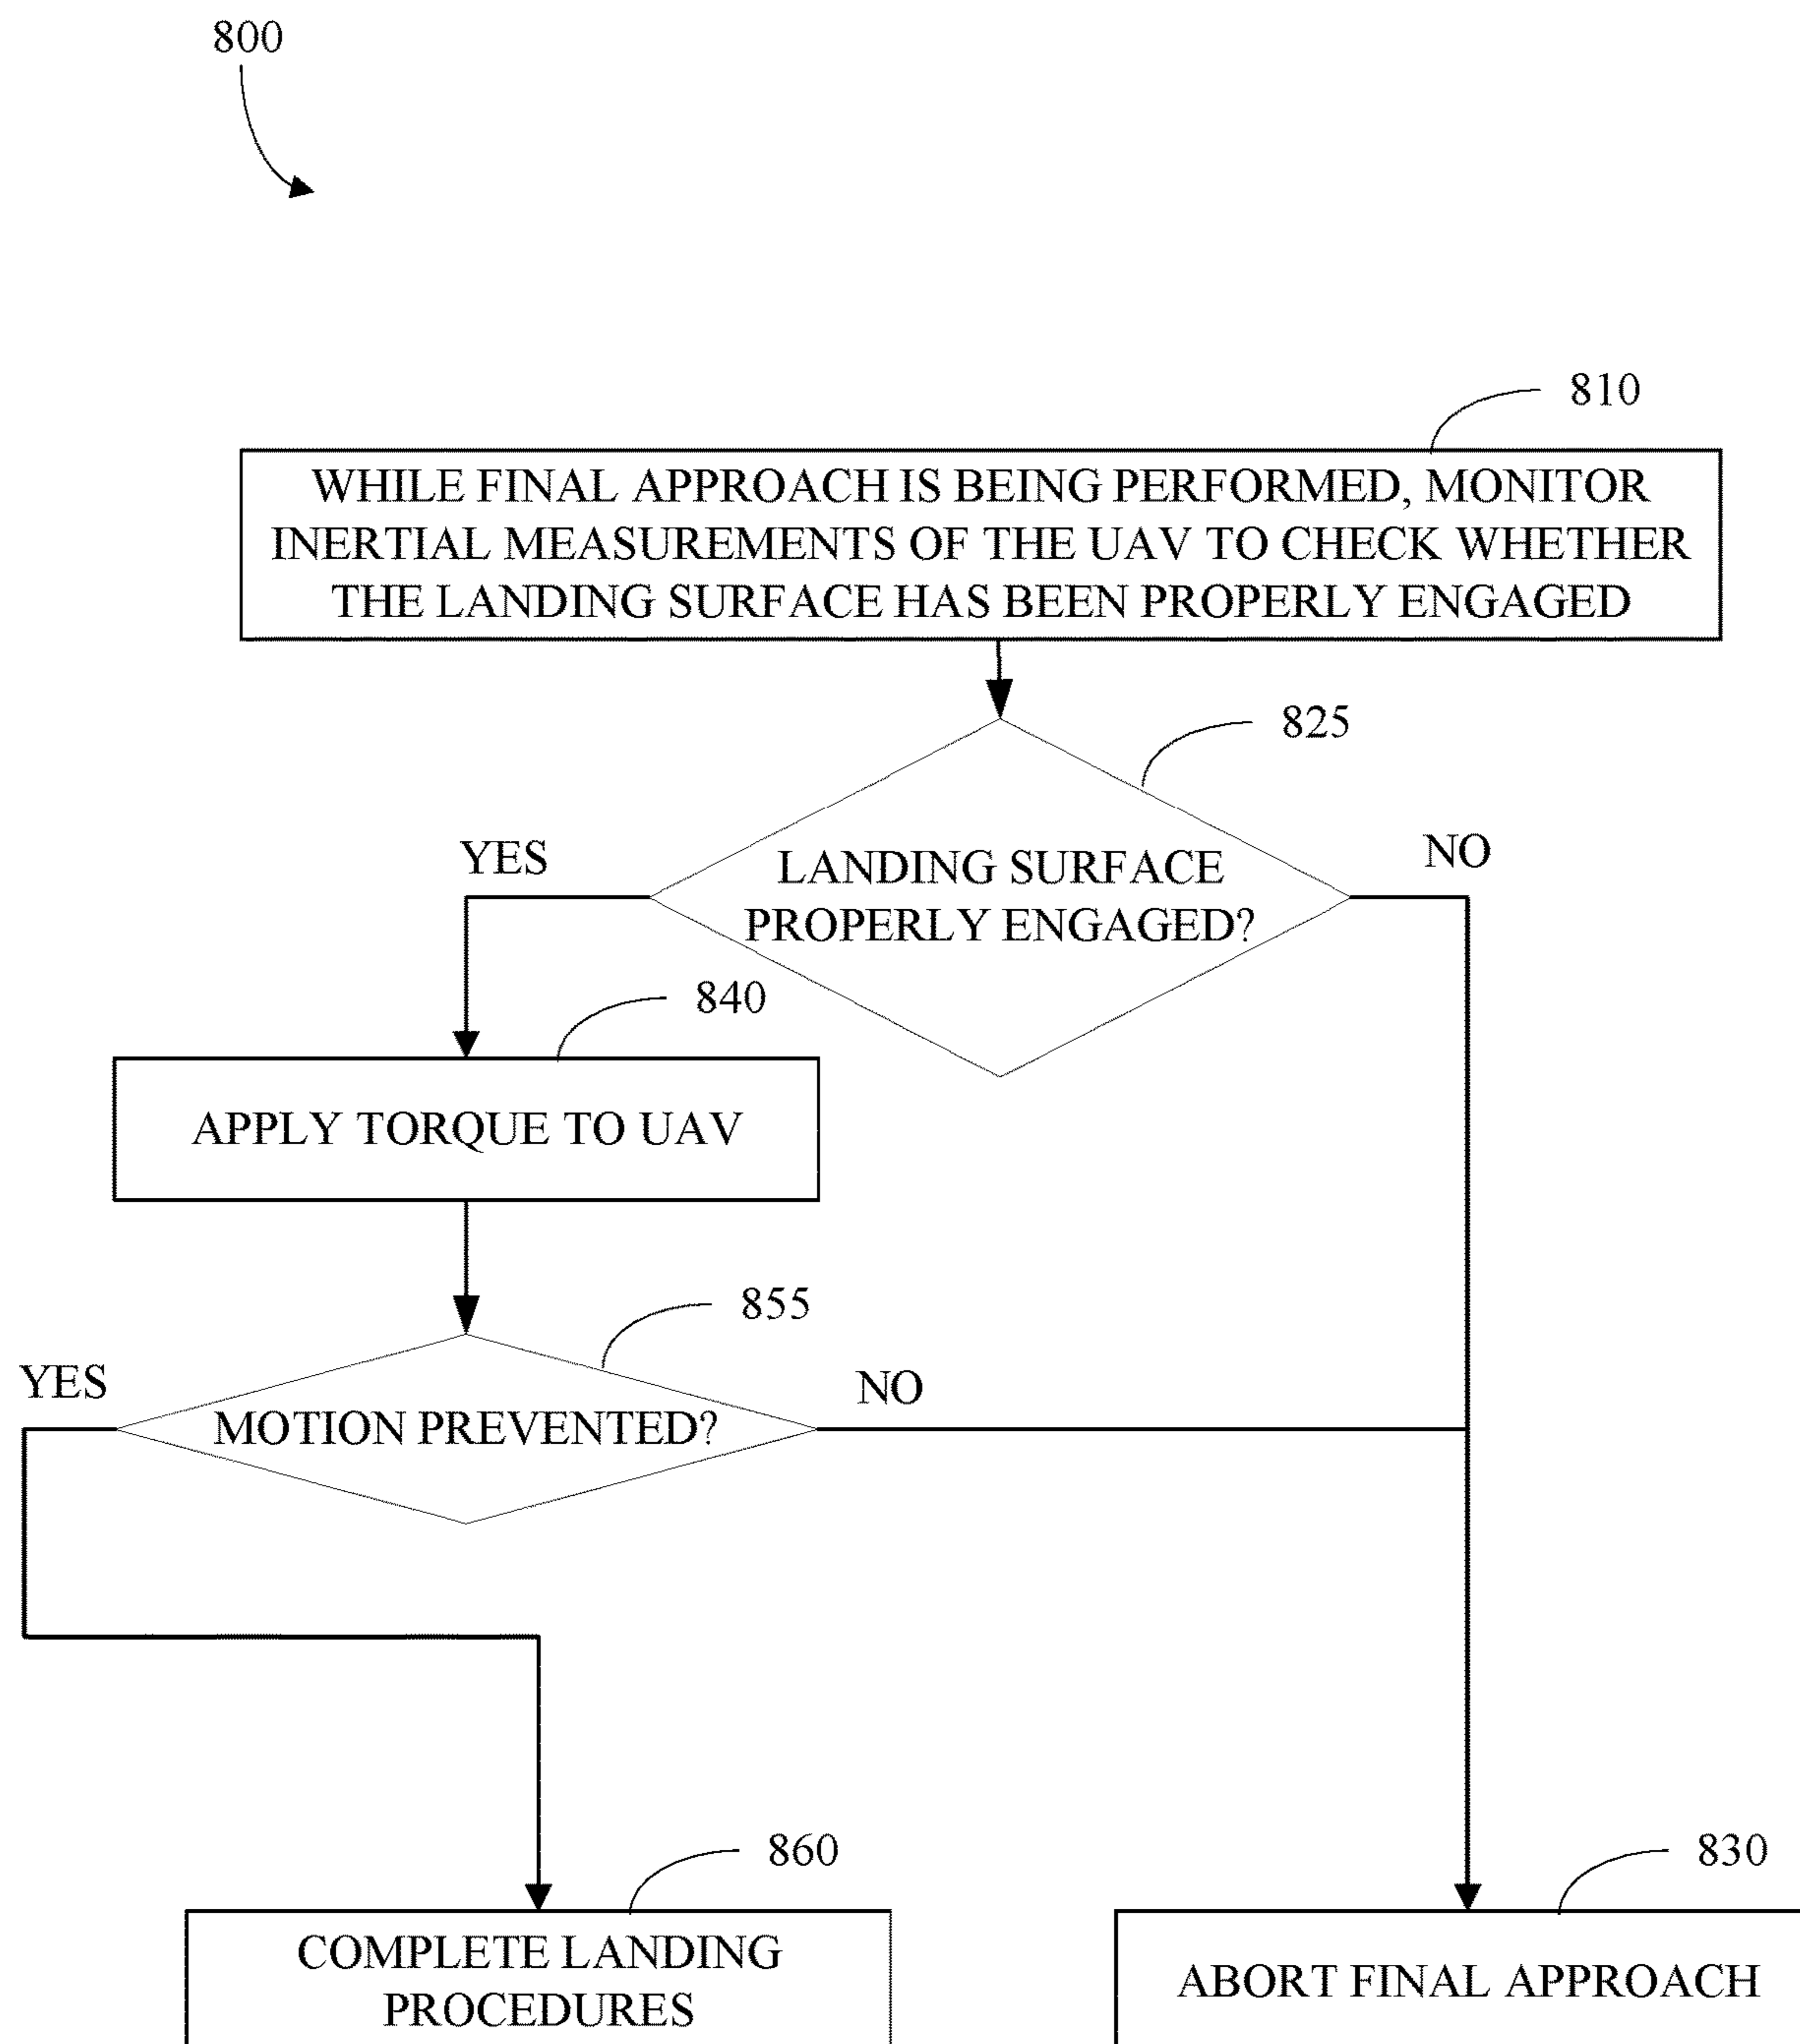 800
810
WHILE FINAL APPROACH IS BEING PERFORMED, MONITOR
INERTIAL MEASUREMENTS OF THE UAV TO CHECK WHETHER
THE LANDING SURFACE HAS BEEN PROPERLY ENGAGED
825
YES
NO
LANDING SURFACE
PROPERLY ENGAGED?
840
APPLY TORQUE TO UAV
855
YES
NO
MOTION PREVENTED?
860
830
COMPLETE LANDING
PROCEDURES
ABORT FINAL APPROACH